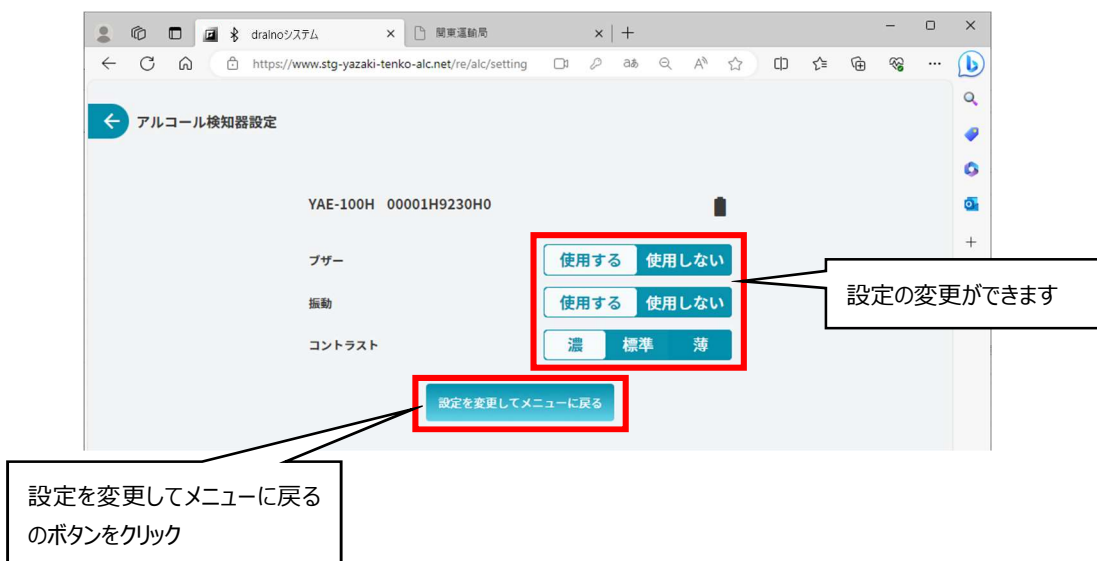 drainoシステム
関東運輸局
https://www.stg-yazaki-tenko-alc.net/re/alc/setting
aあ
アルコール検知器設定
YAE-100H 00001H9230H0
ブザー 使用する 使用しない
設定の変更ができます
振動 使用する 使用しない
コントラスト 濃 標準 薄
設定を変更してメニューに戻る
設定を変更してメニューに戻る
のボタンをクリック